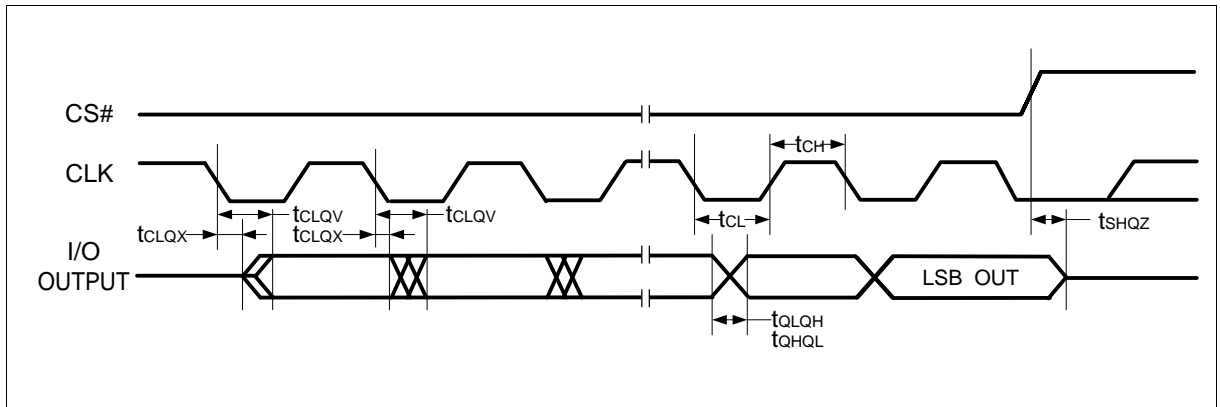 CS#
CLK
tCH
tCLQV
tCLQV
tCLQX
tCLQX
tCL
tSHQZ
I/O
OUTPUT
LSB OUT
tQLQH
tQHQL